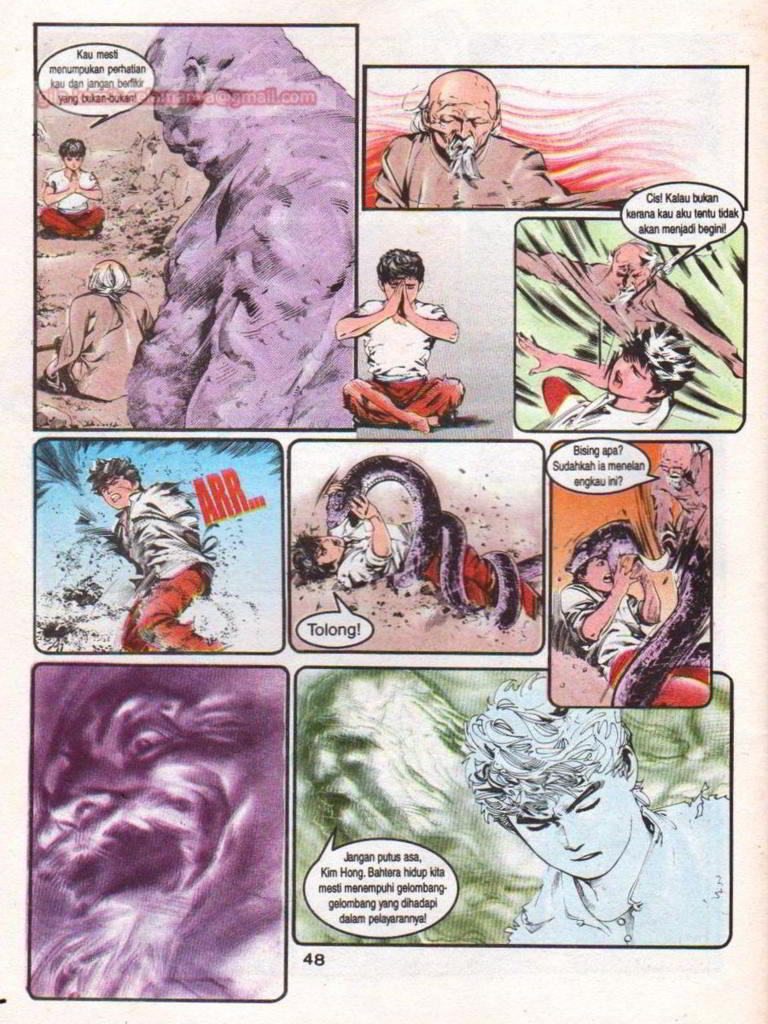 Kau mesti
menumpukan perhatian
kau dan jangan berfikir
yang bukan-bukan!
@gmail.com
Cis! Kalau bukan
kerana kau aku tentu tidak
akan menjadi begini!
ARR...
Tolong!
Bising apa?
Sudahkah ia menelan
engkau ini?
Jangan putus asa,
Kim Hong. Bahtera hidup kita
mesti menempuhi gelombang-
gelombang yang dihadapi
dalam pelayarannya!
48